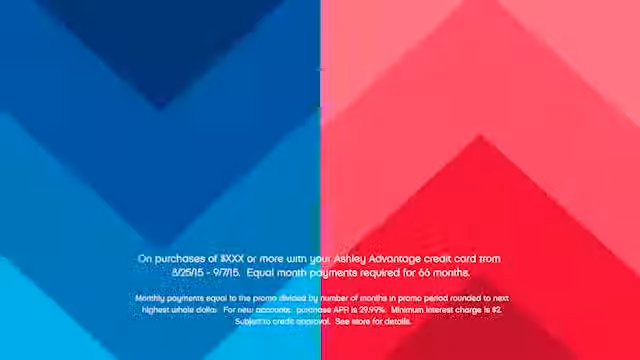 On purchases of $XXX or more with your Ashley Advantage credit card from
8/25/15 - 9/7/15. Equal month payments required for 66 months.
Monthly payments equal to the promo divided by number of months in promo period rounded to next
highest whole dollar. For new accounts, purchase APR is 29.99%. Minimum interest charge is $2.
Subject to credit approval. See store for details.